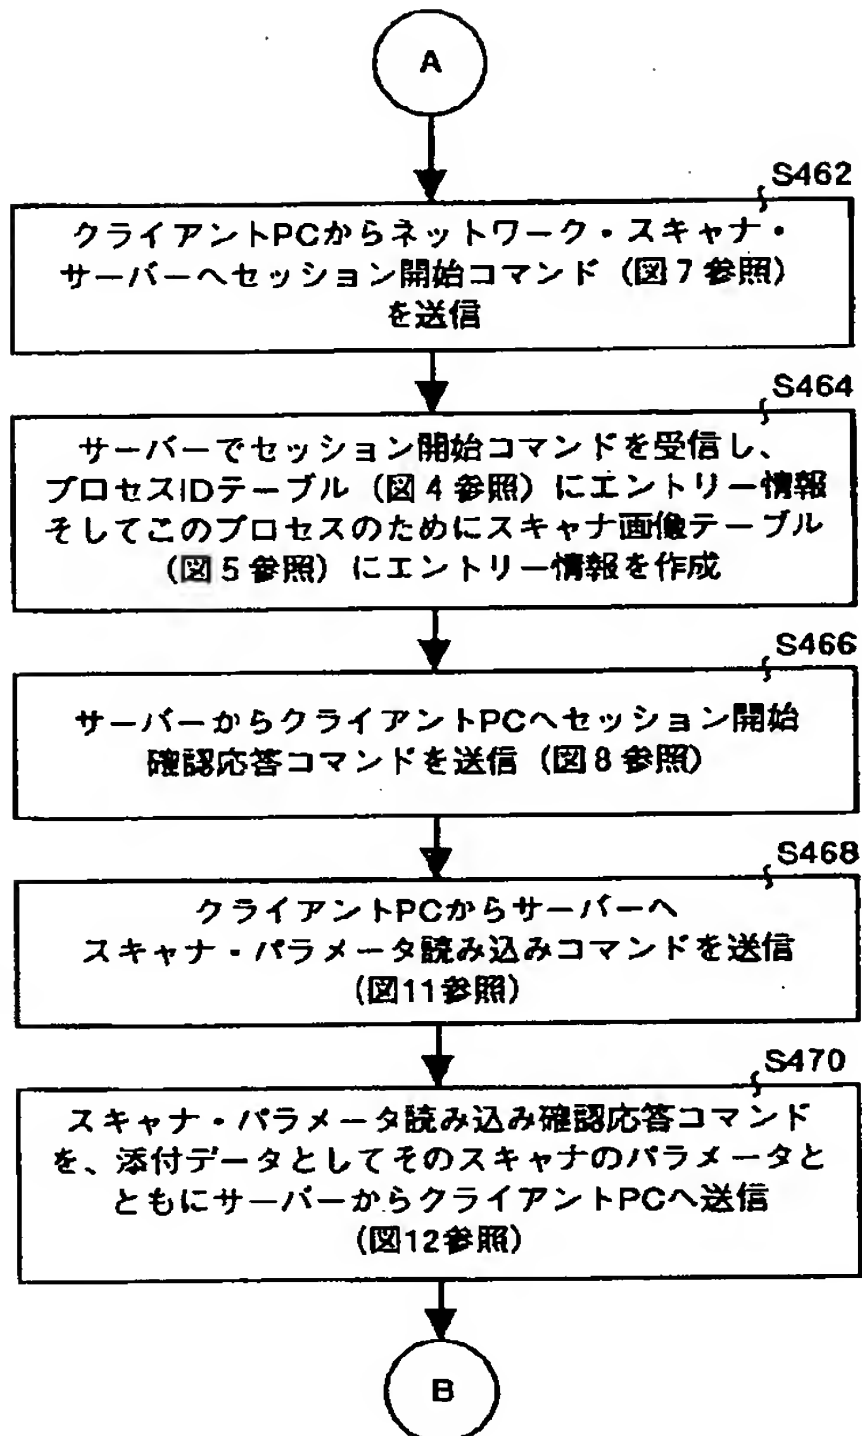 A
S462
クライアントPCからネットワーク・スキャナ・
サーバーへセッション開始コマンド（図7参照）
を送信
S464
サーバーでセッション開始コマンドを受信し、
プロセスIDテーブル（図4参照）にエントリー情報
そしてこのプロセスのためにスキャナ画像テーブル
（図5参照）にエントリー情報を作成
S466
サーバーからクライアントPCへセッション開始
確認応答コマンドを送信（図8参照）
S468
クライアントPCからサーバーへ
スキャナ・パラメータ読み込みコマンドを送信
（図11参照）
S470
スキャナ・パラメータ読み込み確認応答コマンド
を、添付データとしてそのスキャナのパラメータと
ともにサーバーからクライアントPCへ送信
（図12参照）
B